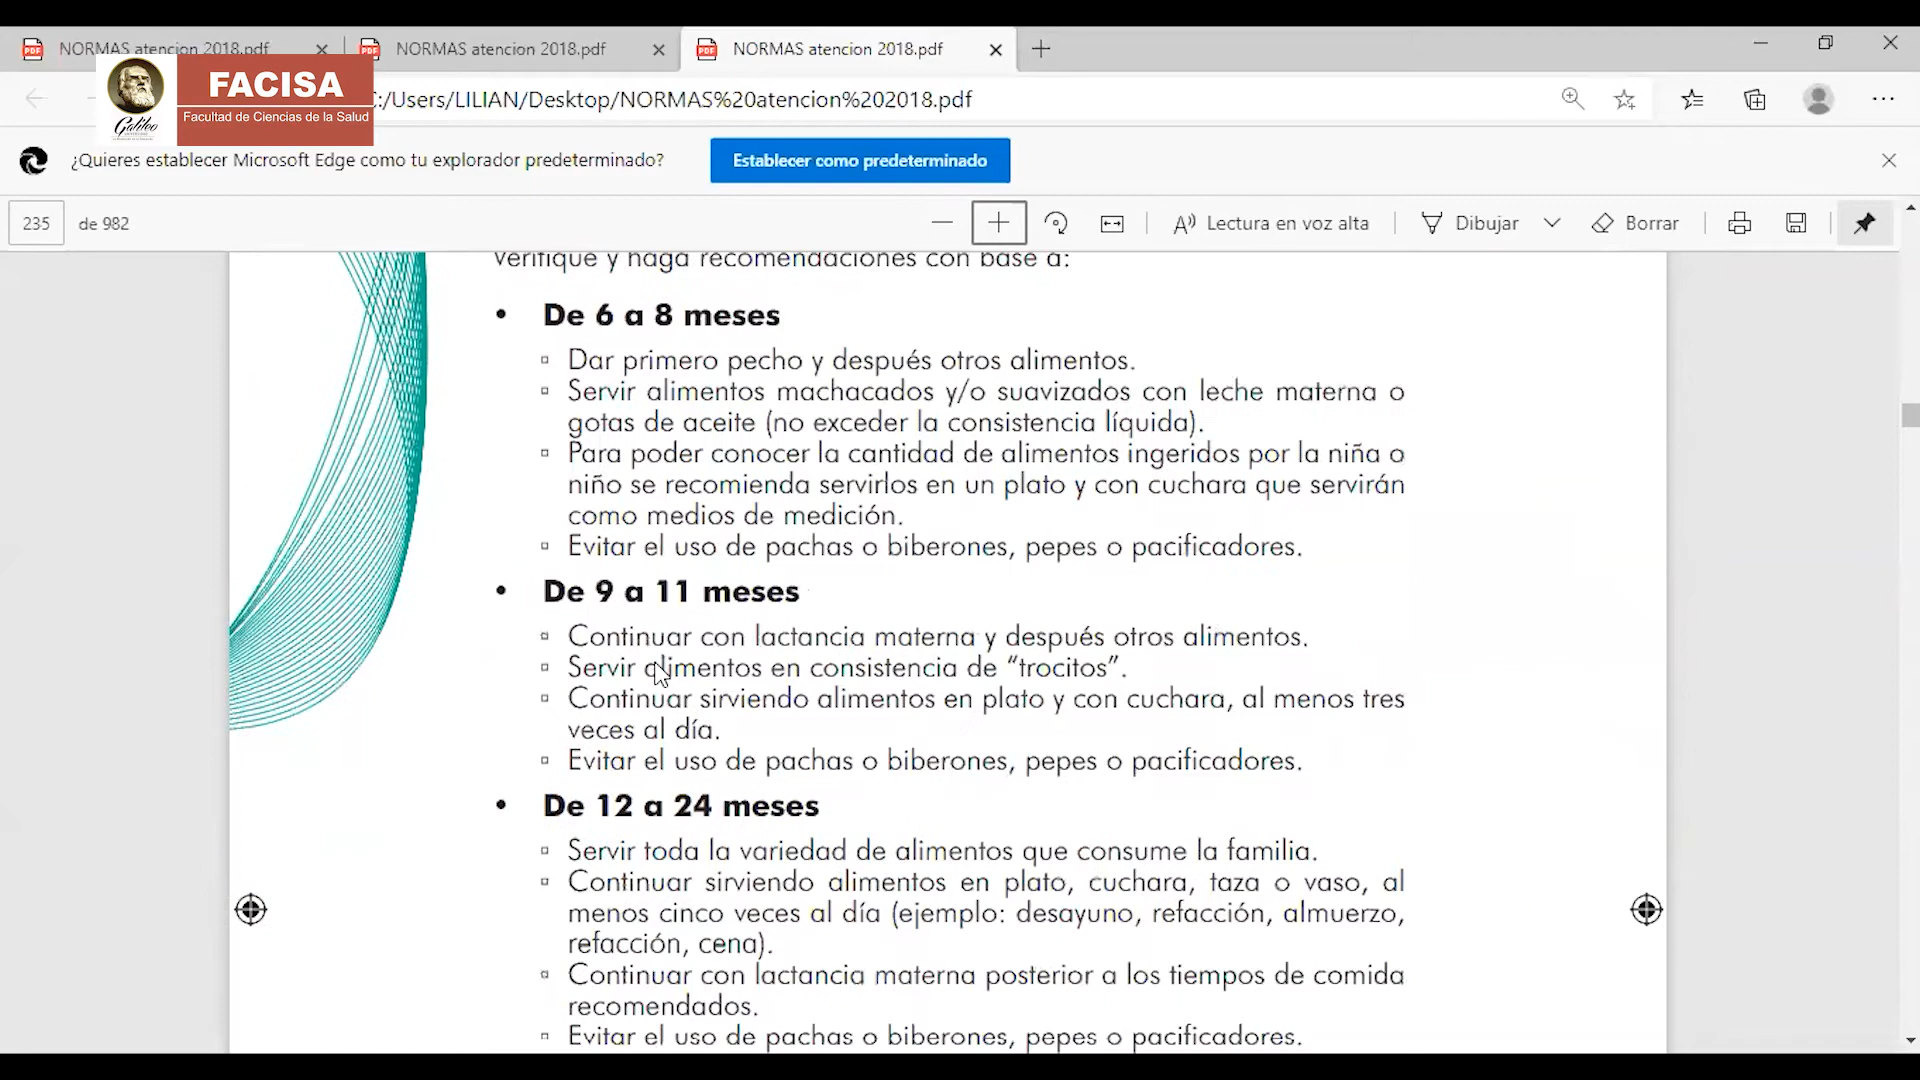 NORMAS atencion 2018.pdf
NORMAS atencion 2018.pdf
NORMAS atencion 2018.pdf
Galileo
FACISA
Facultad de Ciencias de la Salud
C:/Users/LILIAN/Desktop/NORMAS%20atencion%202018.pdf
¿Quieres establecer Microsoft Edge como tu explorador predeterminado?
Establecer como predeterminado
235 de 982
Lectura en voz alta
Dibujar
Borrar
Verifique y haga recomendaciones con base a:
• De 6 a 8 meses
▫ Dar primero pecho y después otros alimentos.
▫ Servir alimentos machacados y/o suavizados con leche materna o
gotas de aceite (no exceder la consistencia líquida).
▫ Para poder conocer la cantidad de alimentos ingeridos por la niña o
niño se recomienda servirlos en un plato y con cuchara que servirán
como medios de medición.
▫ Evitar el uso de pachas o biberones, pepes o pacificadores.
• De 9 a 11 meses
▫ Continuar con lactancia materna y después otros alimentos.
▫ Servir alimentos en consistencia de “trocitos”.
▫ Continuar sirviendo alimentos en plato y con cuchara, al menos tres
veces al día.
▫ Evitar el uso de pachas o biberones, pepes o pacificadores.
• De 12 a 24 meses
▫ Servir toda la variedad de alimentos que consume la familia.
▫ Continuar sirviendo alimentos en plato, cuchara, taza o vaso, al
menos cinco veces al día (ejemplo: desayuno, refacción, almuerzo,
refacción, cena).
▫ Continuar con lactancia materna posterior a los tiempos de comida
recomendados.
▫ Evitar el uso de pachas o biberones, pepes o pacificadores.